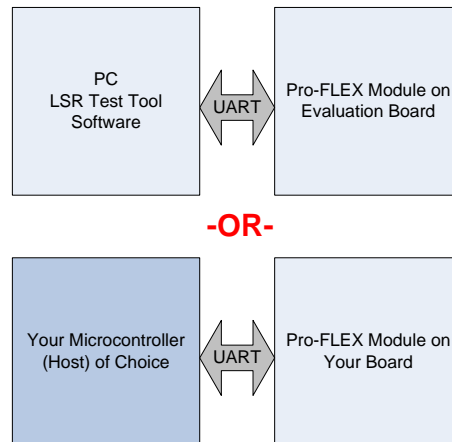 PC
LSR Test Tool
Software
UART
Pro-FLEX Module on
Evaluation Board
-OR-
Your Microcontroller
(Host) of Choice
UART
Pro-FLEX Module on
Your Board